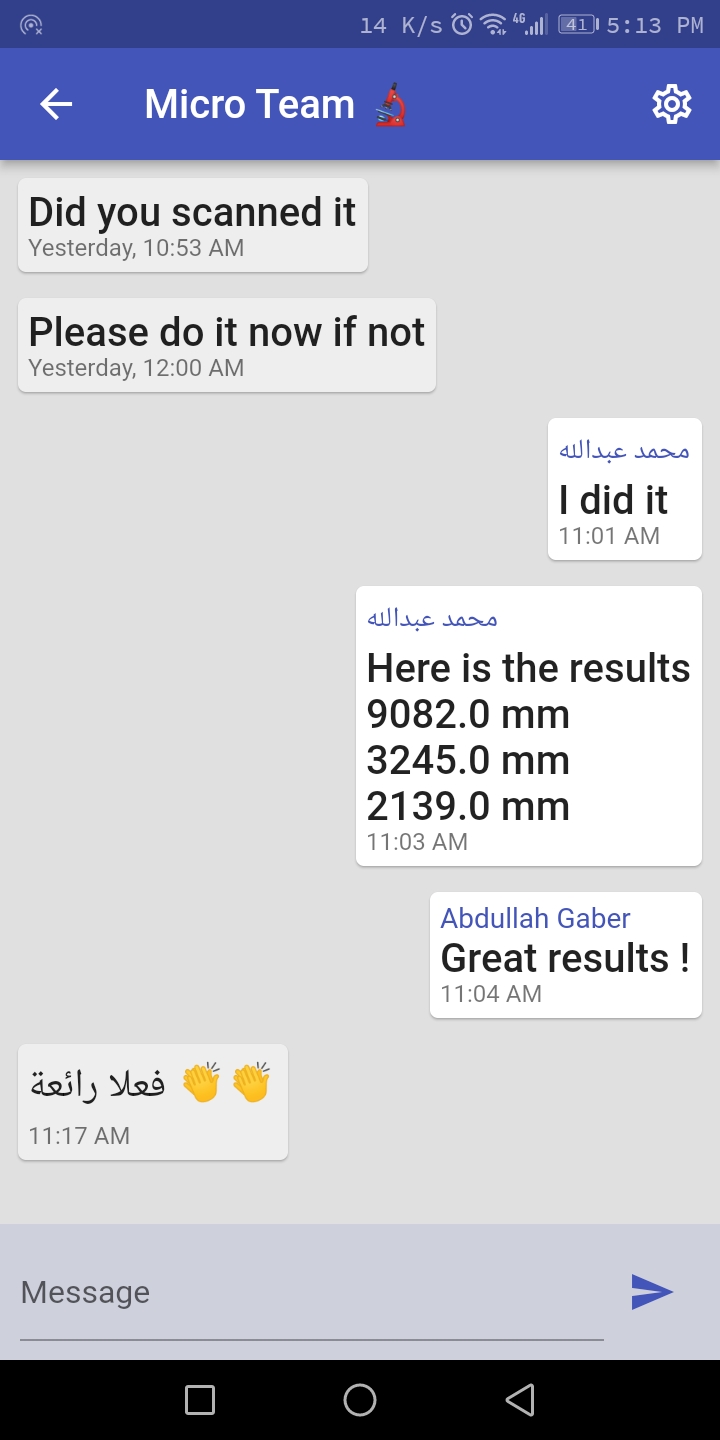 14 K/s 4G 41 5:13 PM
Micro Team 🔬
Did you scanned it
Yesterday, 10:53 AM
Please do it now if not
Yesterday, 12:00 AM
محمد عبدالله
I did it
11:01 AM
محمد عبدالله
Here is the results
9082.0 mm
3245.0 mm
2139.0 mm
11:03 AM
Abdullah Gaber
Great results !
11:04 AM
فعلا رائعة 👏👏
11:17 AM
Message